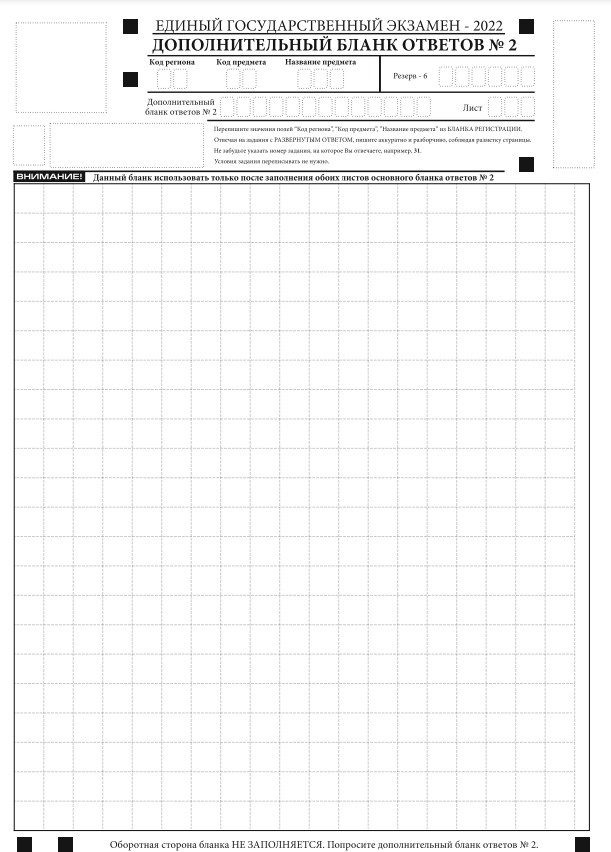 ЕДИНЫЙ ГОСУДАРСТВЕННЫЙ ЭКЗАМЕН - 2022
ДОПОЛНИТЕЛЬНЫЙ БЛАНК ОТВЕТОВ № 2
Код региона Код предмета Название предмета
Резерв - 6
Дополнительный
бланк ответов № 2
Лист
Перепишите значения полей "Код региона", "Код предмета", "Название предмета" из БЛАНКА РЕГИСТРАЦИИ.
Отвечая на задания с РАЗВЕРНУТЫМ ОТВЕТОМ, пишите аккуратно и разборчиво, соблюдая разметку страницы.
Не забудьте указать номер задания, на которое Вы отвечаете, например, 31.
Условия задания переписывать не нужно.
ВНИМАНИЕ! Данный бланк использовать только после заполнения обоих листов основного бланка ответов № 2
Оборотная сторона бланка НЕ ЗАПОЛНЯЕТСЯ. Попросите дополнительный бланк ответов № 2.